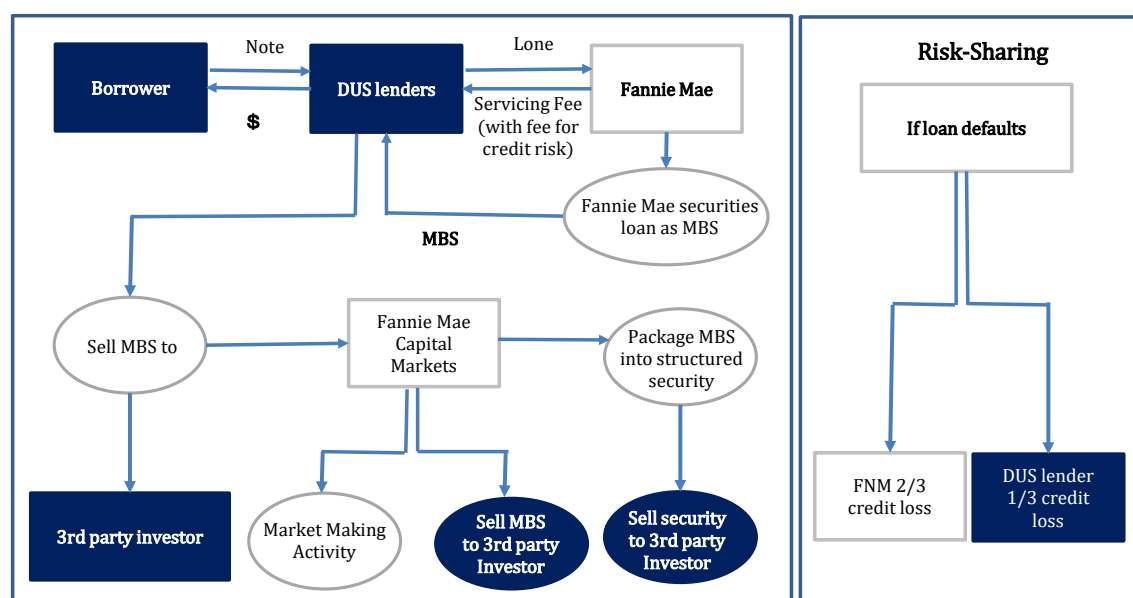 Note
Lone
Borrower
DUS lenders
Fannie Mae
$
Servicing Fee
(with fee for
credit risk)
Fannie Mae securities
loan as MBS
MBS
Sell MBS to
Fannie Mae
Capital
Markets
Package MBS
into structured
security
3rd party investor
Market Making
Activity
Sell MBS
to 3rd party
Investor
Sell security
to 3rd party
Investor
Risk-Sharing
If loan defaults
FNM 2/3
credit loss
DUS lender
1/3 credit
loss